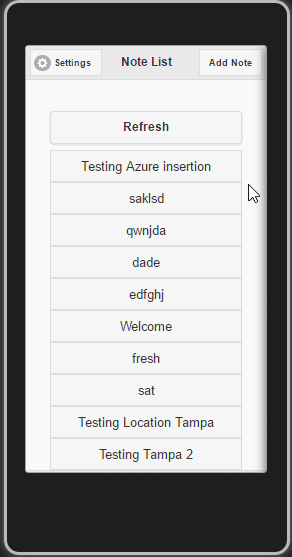 Settings
Note List
Add Note
Refresh
Testing Azure insertion
saklsd
qwnjda
dade
edfghj
Welcome
fresh
sat
Testing Location Tampa
Testing Tampa 2